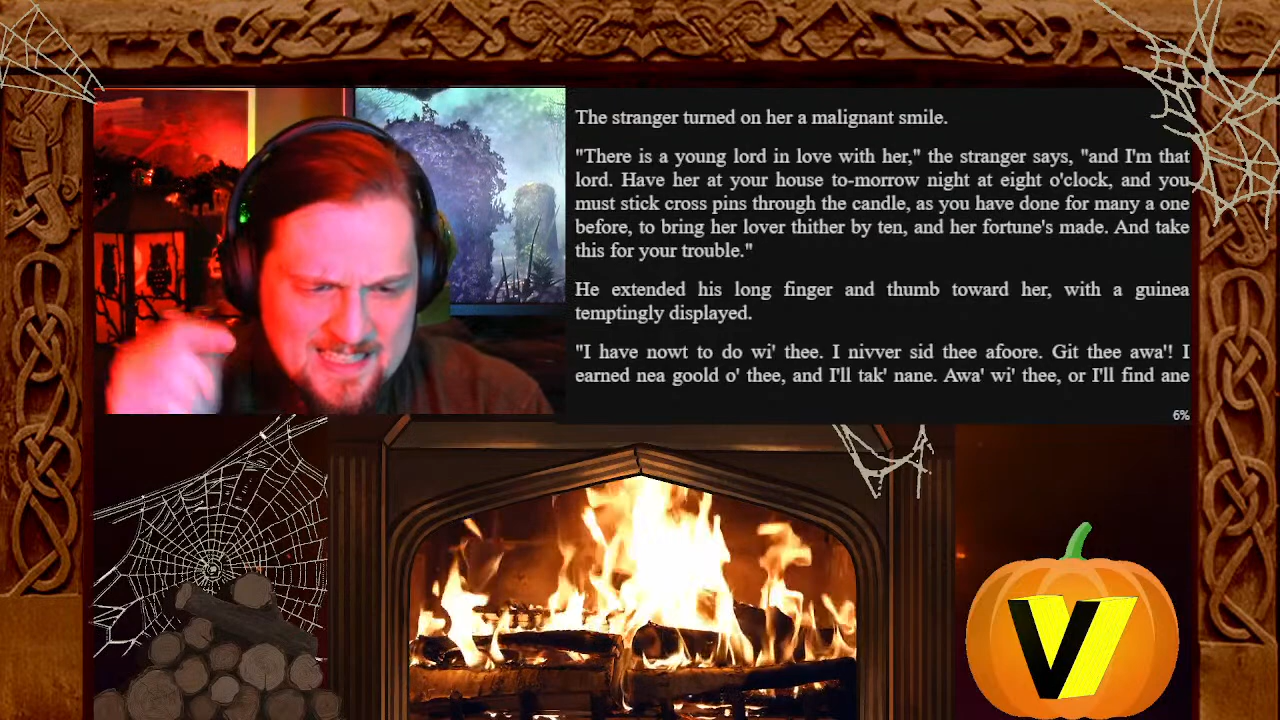 The stranger turned on her a malignant smile.
"There is a young lord in love with her," the stranger says, "and I'm that
lord. Have her at your house to-morrow night at eight o'clock, and you
must stick cross pins through the candle, as you have done for many a one
before, to bring her lover thither by ten, and her fortune's made. And take
this for your trouble."
He extended his long finger and thumb toward her, with a guinea
temptingly displayed.
"I have nowt to do wi' thee. I nivver sid thee afoore. Git thee awa'! I
earned nea goold o' thee, and I'll tak' nane. Awa' wi' thee, or I'll find ane
6%
V